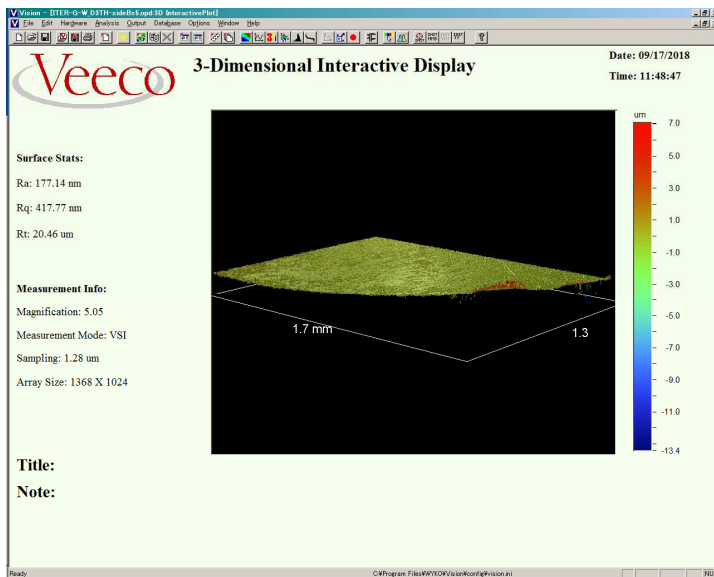 Vision - [ITER-G-W_D3TH-sideBx5.opd:3D InteractivePlot]
File Edit Hardware Analysis Output Database Options Window Help
Veeco
3-Dimensional Interactive Display
Date: 09/17/2018
Time: 11:48:47
Surface Stats:
Ra: 177.14 nm
Rq: 417.77 nm
Rt: 20.46 um
Measurement Info:
Magnification: 5.05
Measurement Mode: VSI
Sampling: 1.28 um
Array Size: 1368 X 1024
1.7 mm
1.3
um
7.0
5.0
3.0
1.0
-1.0
-3.0
-5.0
-7.0
-9.0
-11.0
-13.4
Title:
Note:
Ready
C:¥Program Files¥WYKO¥Vision¥config¥vision.ini
NU